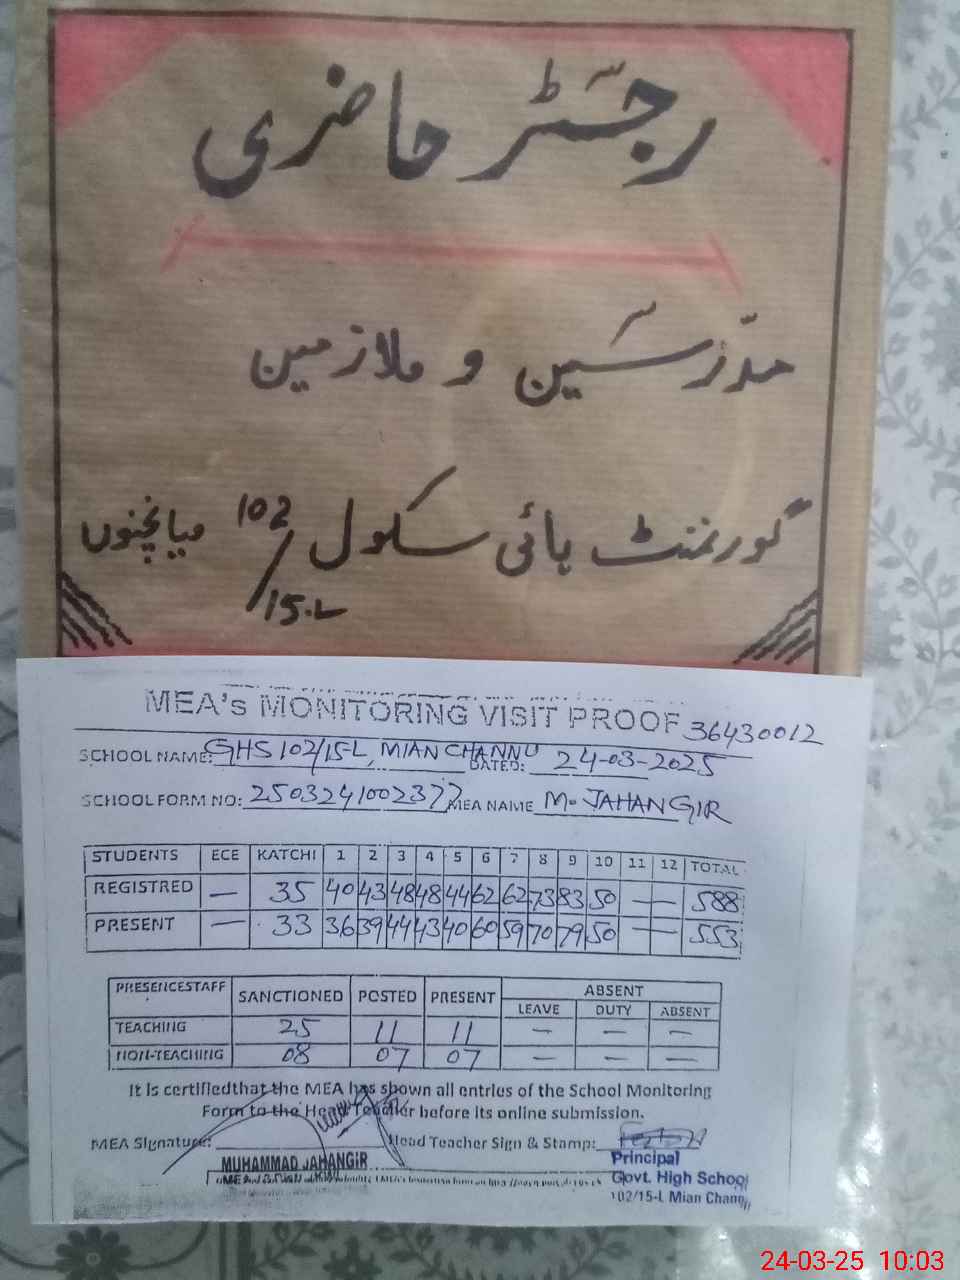 رجسٹر حاضری
مدرسین و ملازمین
گورنمنٹ ہائی سکول 102/15-L میانچنوں
MEA's MONITORING VISIT PROOF 36430012
SCHOOL NAME: GHS 102/15-L, MIAN CHANNU DATED: 24-03-2025
SCHOOL FORM NO: 2503241002377 MEA NAME M. JAHANGIR
STUDENTS ECE KATCHI 1 2 3 4 5 6 7 8 9 10 11 12 TOTAL
REGISTRED — 35 40 43 48 48 44 62 62 73 83 50 — — 588
PRESENT — 33 36 39 44 43 40 60 59 70 79 50 — — 553
PRESENCESTAFF SANCTIONED POSTED PRESENT ABSENT
LEAVE DUTY ABSENT
TEACHING 25 11 11 — — —
NON-TEACHING 08 07 07 — — —
It is certifiedthat the MEA has shown all entries of the School Monitoring
Form to the Head Teacher before its online submission.
MEA Signature: Head Teacher Sign & Stamp:
MUHAMMAD JAHANGIR
MEA
Principal
Govt. High School
102/15-L Mian Channu
24-03-25 10:03